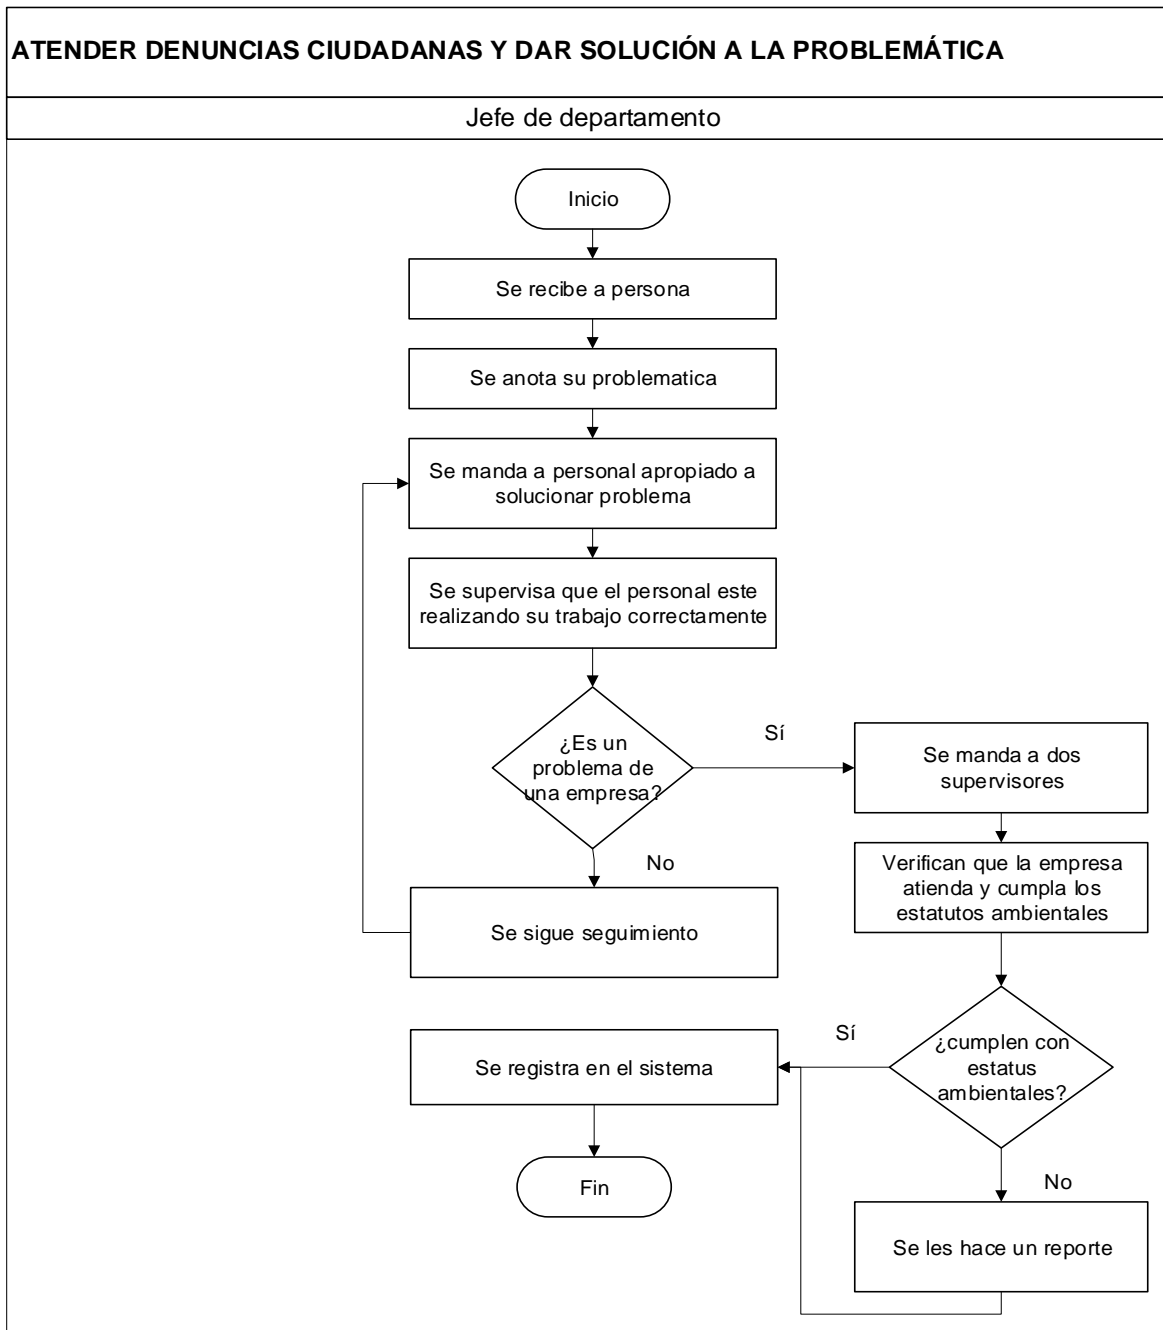 ATENDER DENUNCIAS CIUDADANAS Y DAR SOLUCIÓN A LA PROBLEMÁTICA
Jefe de departamento
Inicio
Se recibe a persona
Se anota su problematica
Se manda a personal apropiado a
solucionar problema
Se supervisa que el personal este
realizando su trabajo correctamente
¿Es un
problema de
una empresa?
Sí
Se manda a dos
supervisores
No
Verifican que la empresa
atienda y cumpla los
estatutos ambientales
Se sigue seguimiento
Sí
¿cumplen con
estatus
ambientales?
Se registra en el sistema
No
Fin
Se les hace un reporte